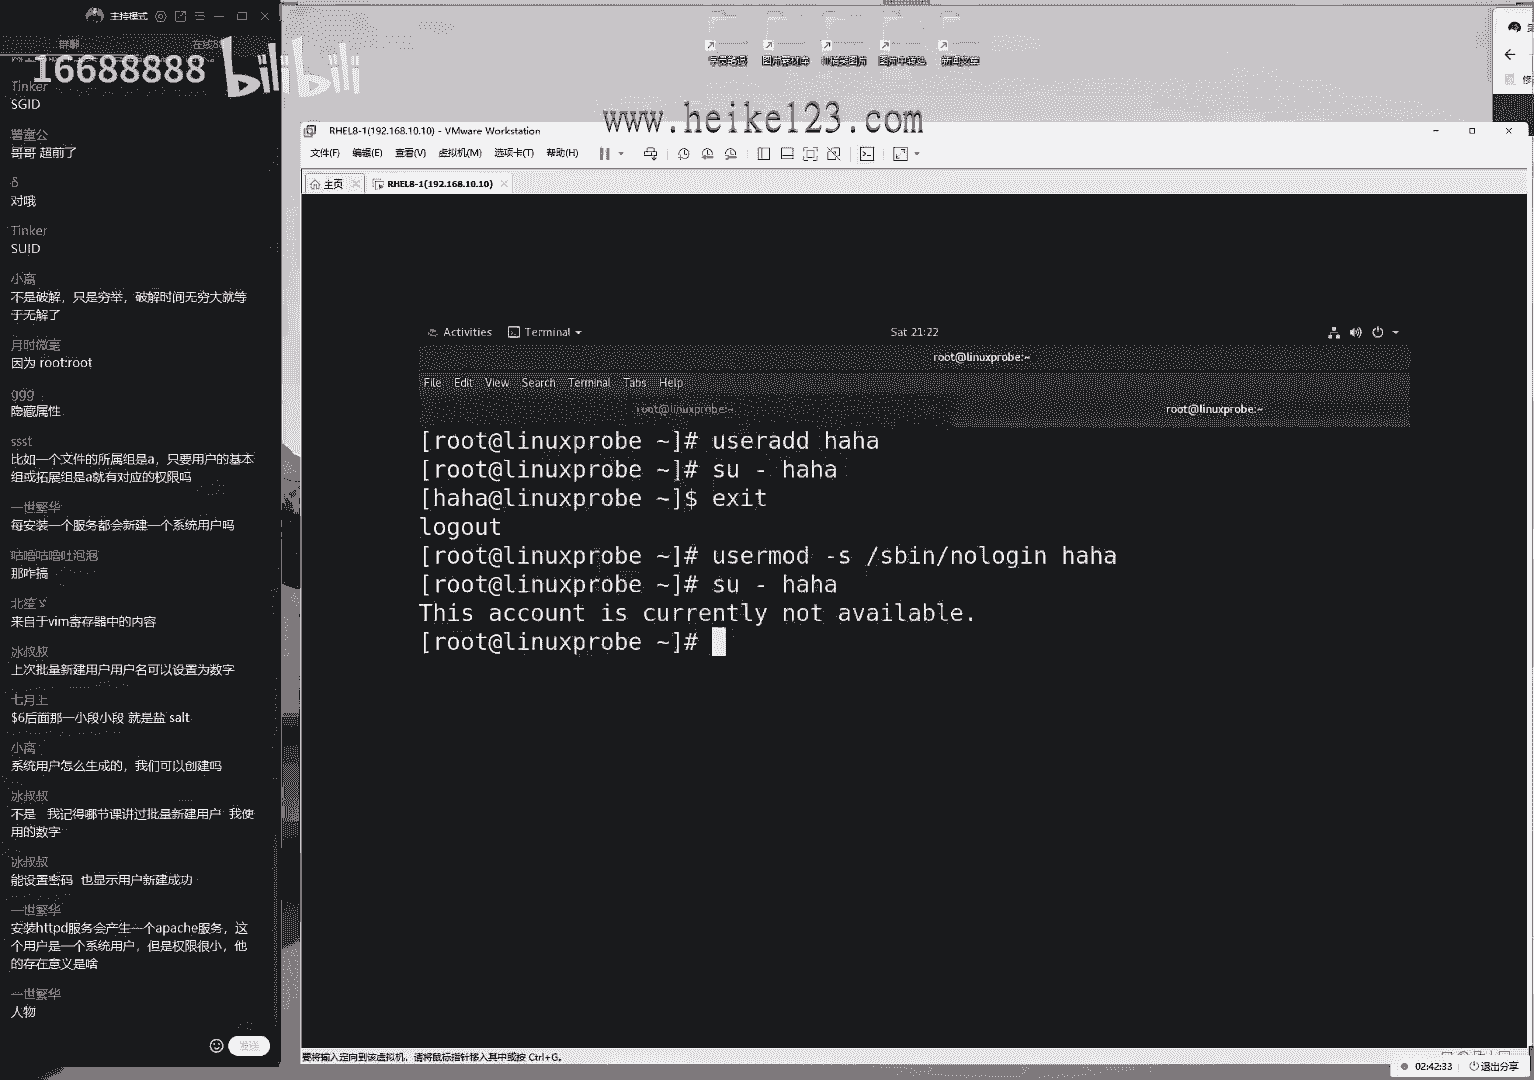 主持模式
群聊
16688888
bilibili
Tinker
SGID
哥哥 超前了
δ
对哦
Tinker
SUID
小离
不是破解，只是穷举，破解时间无穷大就等
于无解了
月时微毫
因为 root:root
ggg
隐藏属性
ssst
比如一个文件的所属组是a，只要用户的基本
组或拓展组是a就有对应的权限吗
一世繁华
每安装一个服务都会新建一个系统用户吗
咕噜咕噜吐泡泡
那咋搞
来自于vim寄存器中的内容
冰叔叔
上次批量新建用户用户名可以设置为数字
七月上
$6后面那一小段小段 就是盐 salt
小离
系统用户怎么生成的，我们可以创建吗
冰叔叔
不是 我记得哪节课讲过批量新建用户 我使
用的数字
冰叔叔
能设置密码 也显示用户新建成功
一世繁华
安装httpd服务会产生一个apache服务，这
个用户是一个系统用户，但是权限很小，他
的存在意义是啥
一世繁华
人物
发送
www.heike123.com
RHEL8-1(192.168.10.10) - VMware Workstation
文件(F) 编辑(E) 查看(V) 虚拟机(M) 选项卡(T) 帮助(H)
主页
RHEL8-1(192.168.10.10)
Activities Terminal Sat 21:22
root@linuxprobe:~
File Edit View Search Terminal Tabs Help
root@linuxprobe:~ root@linuxprobe:~
[root@linuxprobe ~]# useradd haha
[root@linuxprobe ~]# su - haha
[haha@linuxprobe ~]$ exit
logout
[root@linuxprobe ~]# usermod -s /sbin/nologin haha
[root@linuxprobe ~]# su - haha
This account is currently not available.
[root@linuxprobe ~]#
要将输入定向到该虚拟机，请将鼠标指针移入其中或按 Ctrl+G。
02:42:33 退出分享